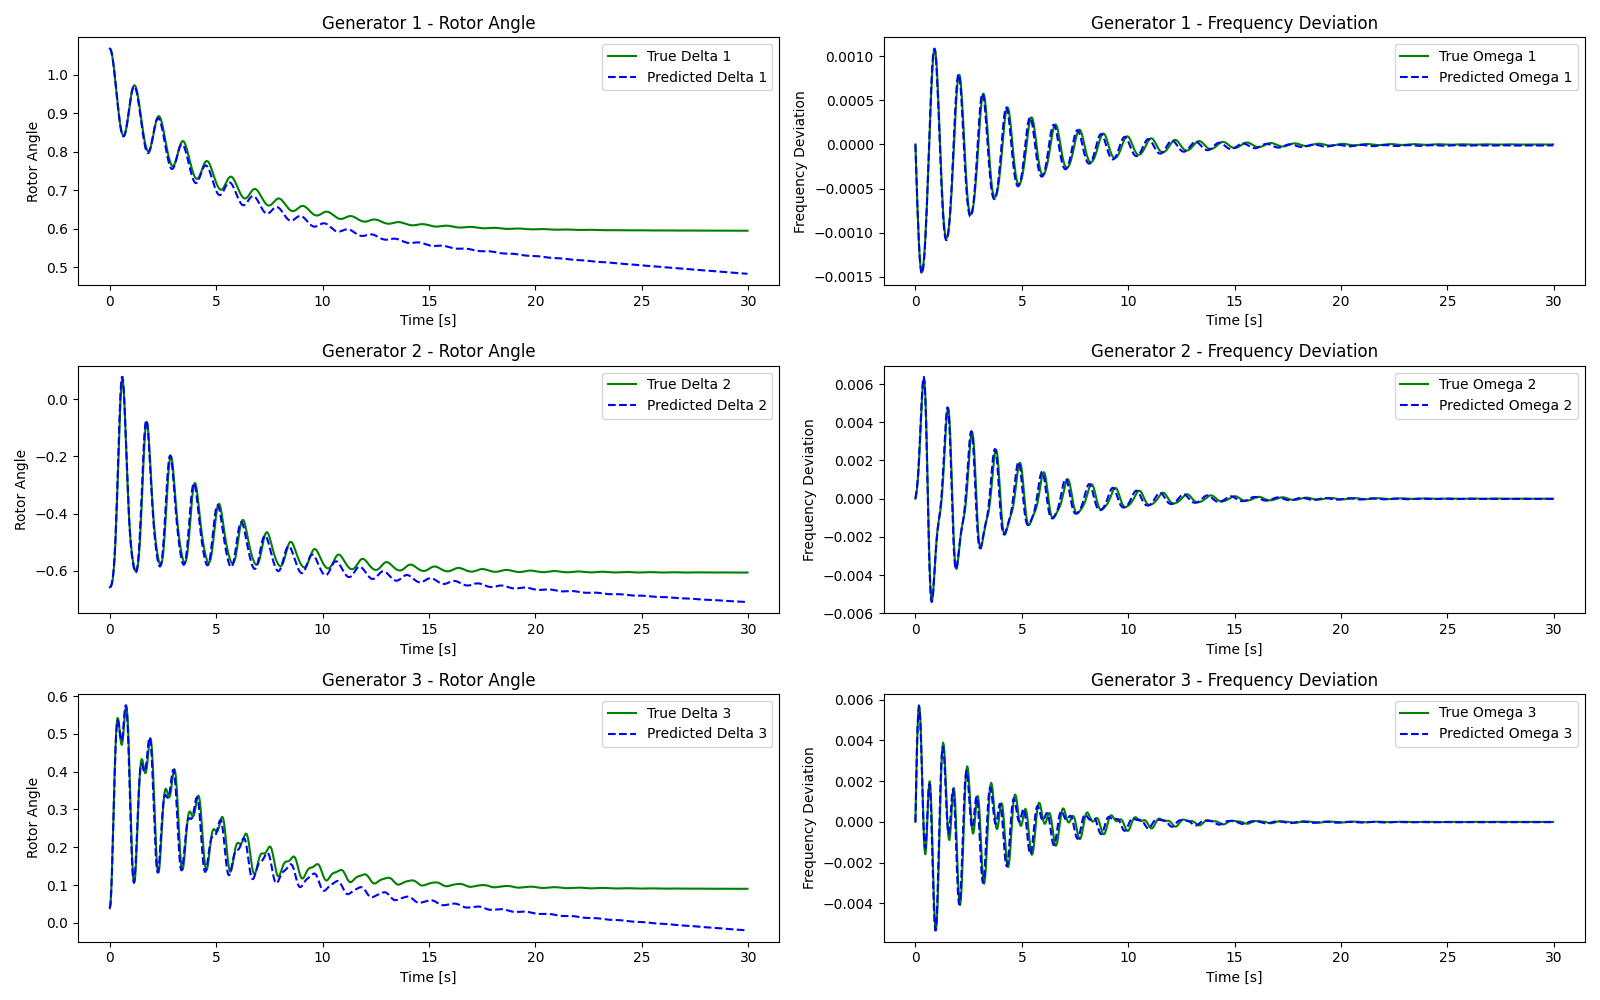 Generator 1 - Rotor Angle
True Delta 1
Predicted Delta 1
Rotor Angle
1.0
0.9
0.8
0.7
0.6
0.5
0
5
10
15
20
25
30
Time [s]
Generator 1 - Frequency Deviation
True Omega 1
Predicted Omega 1
Frequency Deviation
0.0010
0.0005
0.0000
−0.0005
−0.0010
−0.0015
0
5
10
15
20
25
30
Time [s]
Generator 2 - Rotor Angle
True Delta 2
Predicted Delta 2
Rotor Angle
0.0
−0.2
−0.4
−0.6
0
5
10
15
20
25
30
Time [s]
Generator 2 - Frequency Deviation
True Omega 2
Predicted Omega 2
Frequency Deviation
0.006
0.004
0.002
0.000
−0.002
−0.004
−0.006
0
5
10
15
20
25
30
Time [s]
Generator 3 - Rotor Angle
True Delta 3
Predicted Delta 3
Rotor Angle
0.6
0.5
0.4
0.3
0.2
0.1
0.0
0
5
10
15
20
25
30
Time [s]
Generator 3 - Frequency Deviation
True Omega 3
Predicted Omega 3
Frequency Deviation
0.006
0.004
0.002
0.000
−0.002
−0.004
0
5
10
15
20
25
30
Time [s]